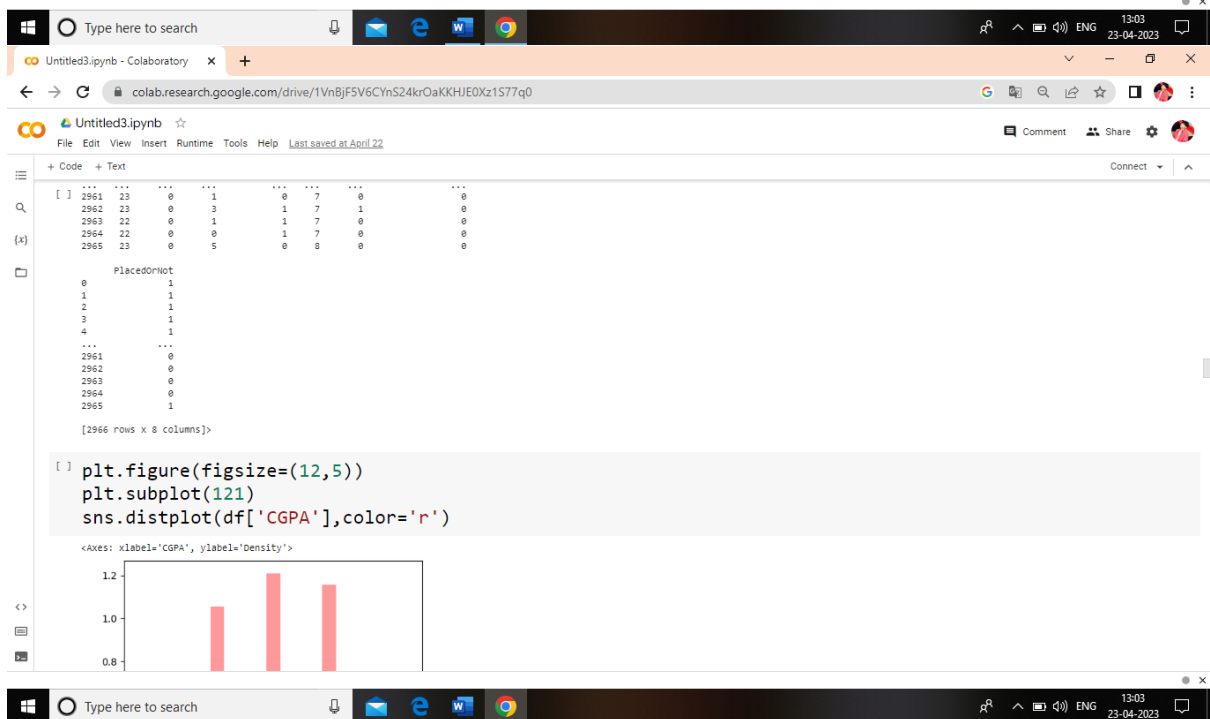 Type here to search
ENG
13:03
23-04-2023
Untitled3.ipynb - Colaboratory
colab.research.google.com/drive/1VnBjF5V6CYnS24krOaKKHJE0Xz1S77q0
Untitled3.ipynb
Comment Share
File Edit View Insert Runtime Tools Help Last saved at April 22
+ Code + Text
Connect
... ... ... ... ... ... ... ...
[ ] 2961 23 0 1 0 7 0 0
2962 23 0 3 1 7 1 0
2963 22 0 1 1 7 0 0
2964 22 0 0 1 7 0 0
2965 23 0 5 0 8 0 0
PlacedOrNot
0 1
1 1
2 1
3 1
4 1
... ...
2961 0
2962 0
2963 0
2964 0
2965 1
[2966 rows x 8 columns]>
[ ] plt.figure(figsize=(12,5))
plt.subplot(121)
sns.distplot(df['CGPA'],color='r')
<Axes: xlabel='CGPA', ylabel='Density'>
1.2
1.0
0.8
Type here to search
ENG
13:03
23-04-2023